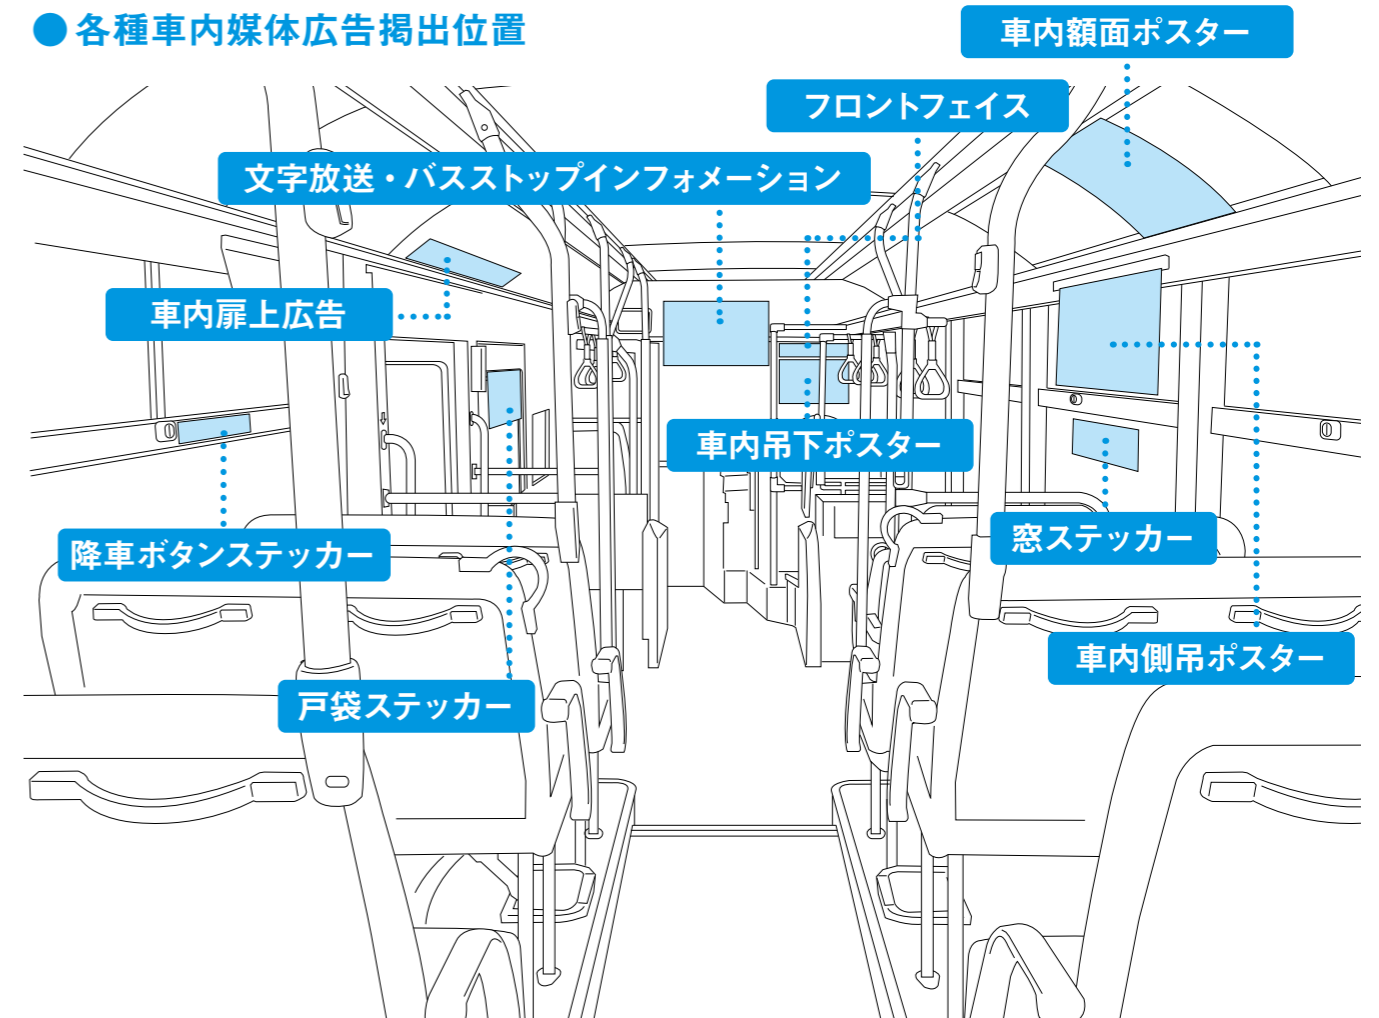 ●各種車内媒体広告掲出位置
車内額面ポスター
フロントフェイス
文字放送・バスストップインフォメーション
車内扉上広告
車内吊下ポスター
降車ボタンステッカー
窓ステッカー
車内側吊ポスター
戸袋ステッカー